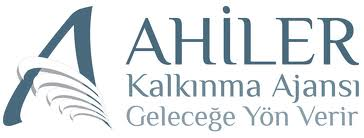 AHİLER
Kalkınma Ajansı
Geleceğe Yön Verir